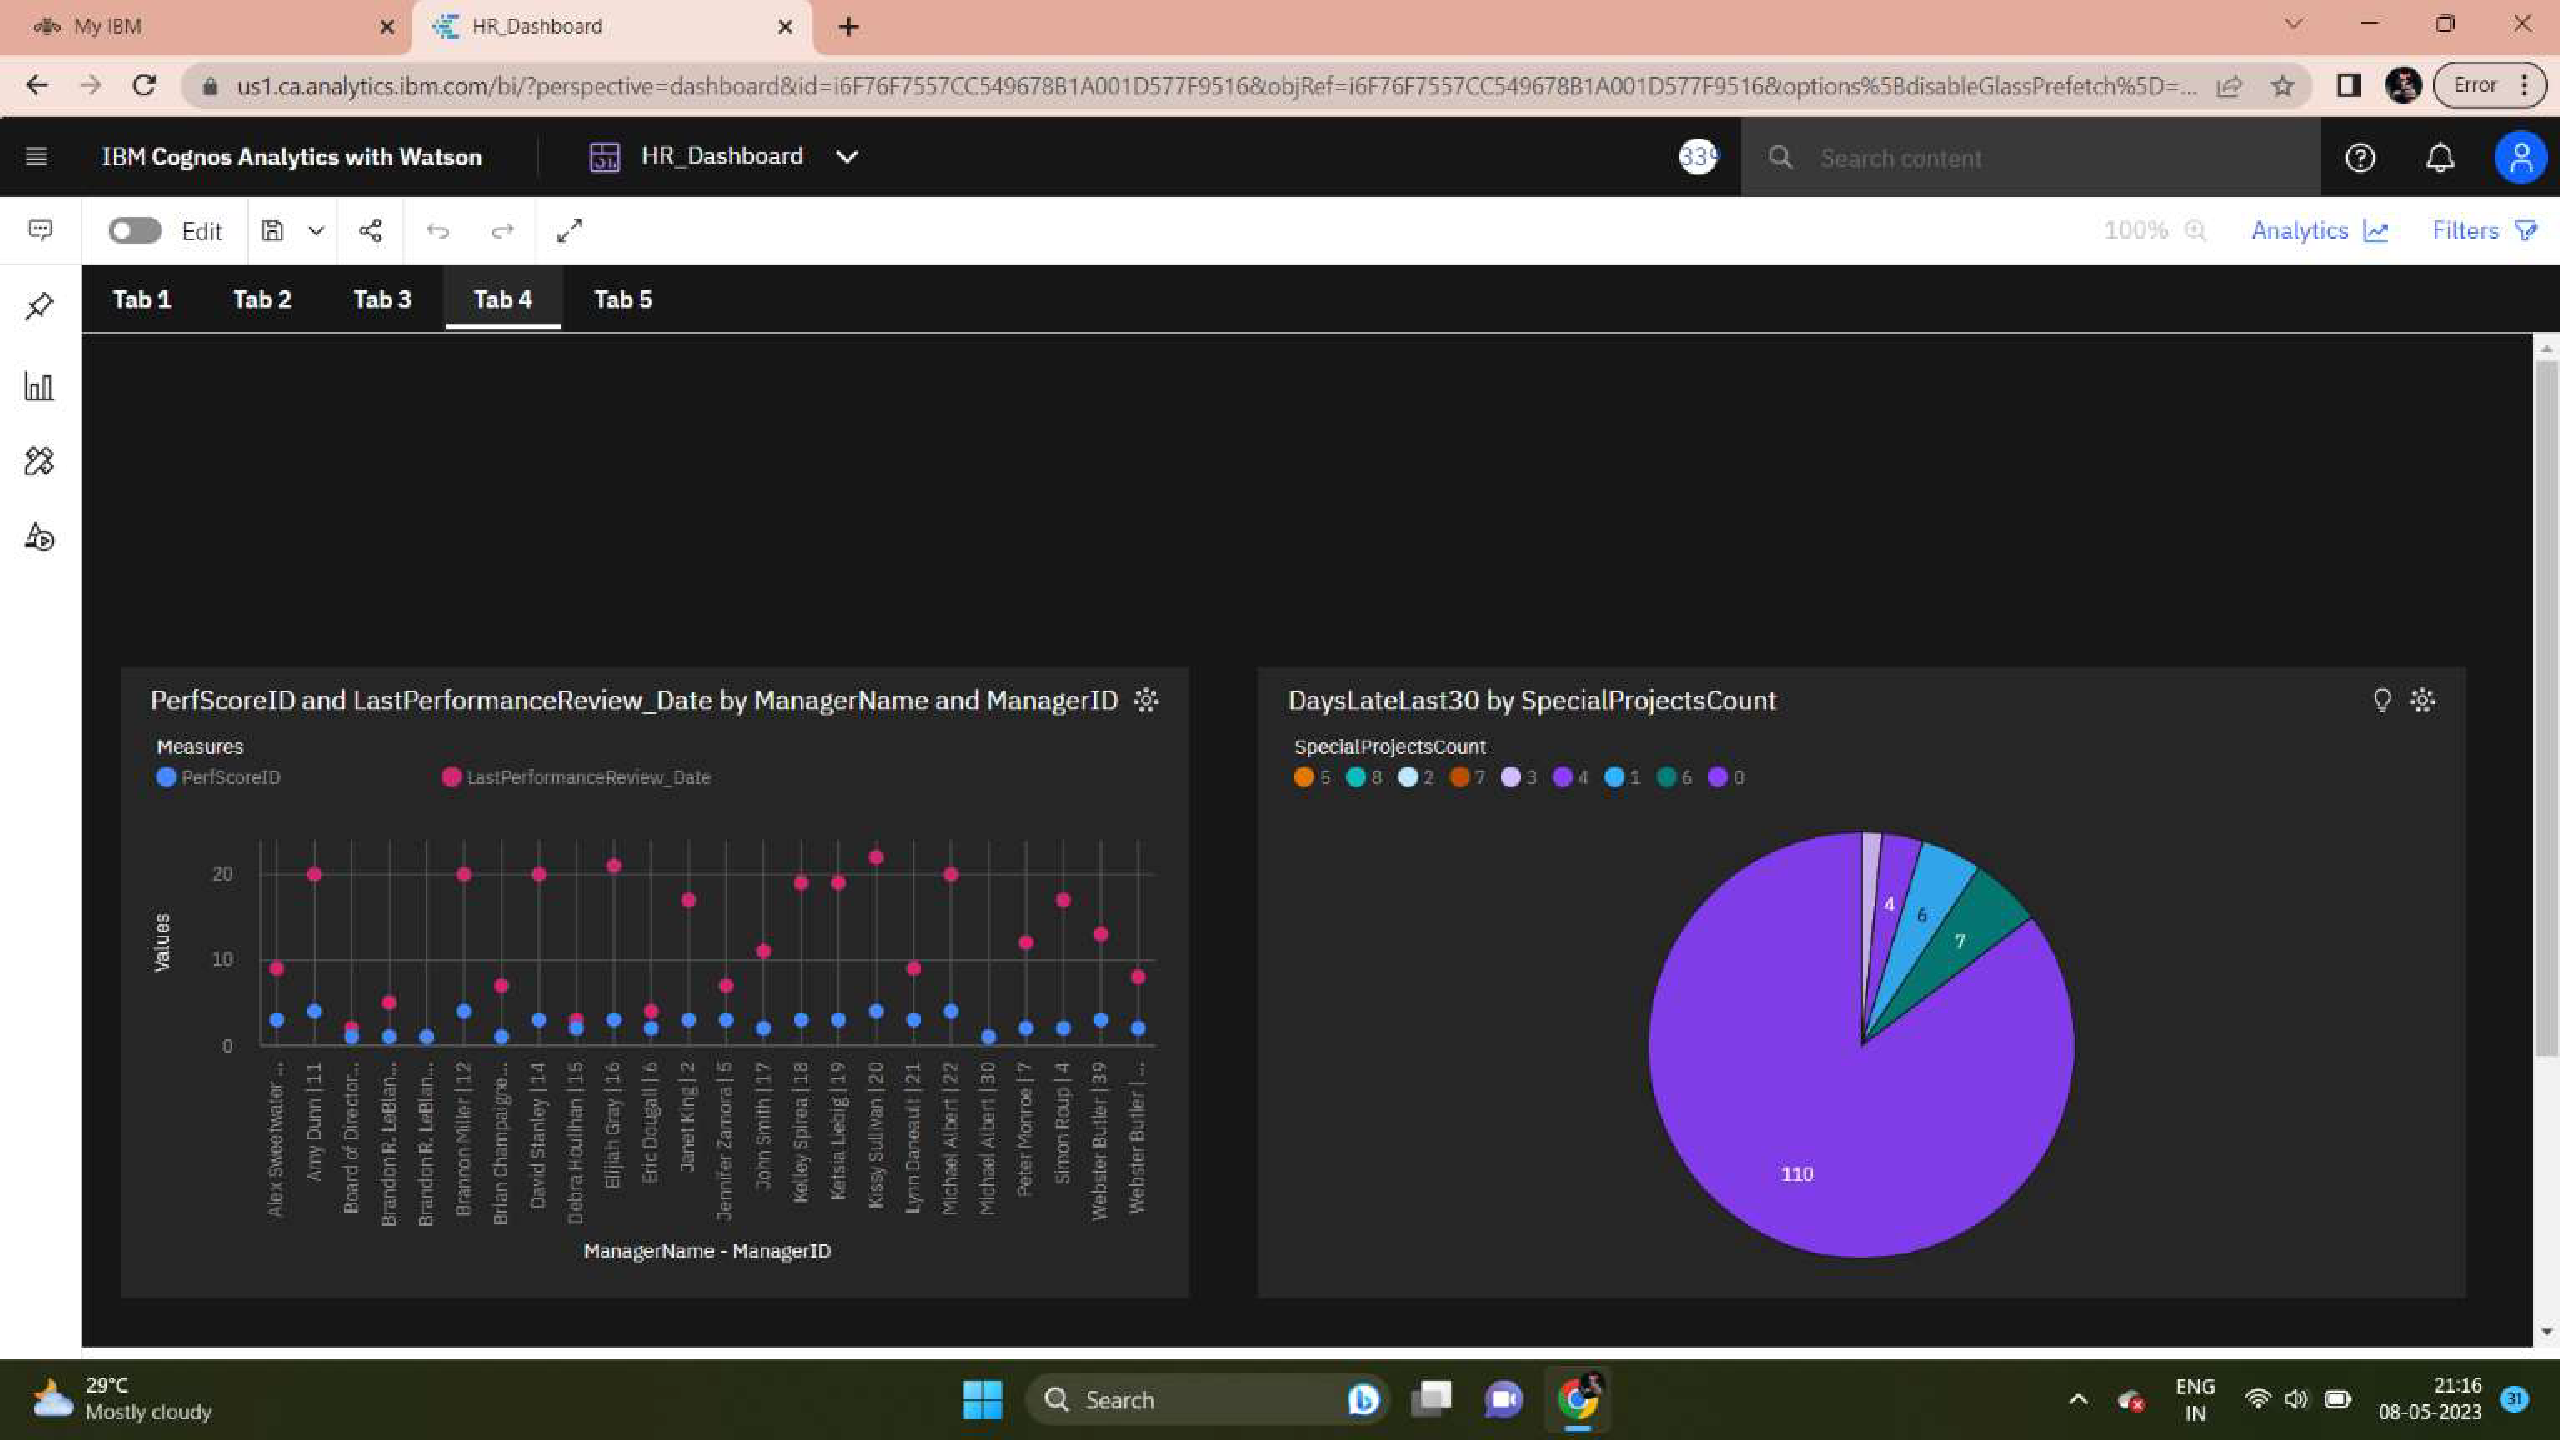 My IBM
HR_Dashboard
us1.ca.analytics.ibm.com/bi/?perspective=dashboard&id=i6F76F7557CC549678B1A001D577F9516&objRef=i6F76F7557CC549678B1A001D577F9516&options%5BdisableGlassPrefetch%5D=...
Error
IBM Cognos Analytics with Watson
HR_Dashboard
339
Search content
Edit
100%
Analytics
Filters
Tab 1
Tab 2
Tab 3
Tab 4
Tab 5
PerfScoreID and LastPerformanceReview_Date by ManagerName and ManagerID
Measures
PerfScoreID
LastPerformanceReview_Date
Values
20
10
0
Alex Sweetwater ...
Amy Dunn | 11
Board of Director...
Brandon R. LeBlan...
Brandon R. LeBlan...
Brannon Miller | 12
Brian Champaigne...
David Stanley | 14
Debra Houlihan | 15
Elijiah Gray | 16
Eric Dougall | 6
Janet King | 2
Jennifer Zamora | 5
John Smith | 17
Kelley Spirea | 18
Ketsia Liebig | 19
Kissy Sullivan | 20
Lynn Daneault | 21
Michael Albert | 22
Michael Albert | 30
Peter Monroe | 7
Simon Roup | 4
Webster Butler | 39
Webster Butler | ...
ManagerName - ManagerID
DaysLateLast30 by SpecialProjectsCount
SpecialProjectsCount
5
8
2
7
3
4
1
6
0
4
6
7
110
29°C
Mostly cloudy
Search
ENG
IN
21:16
08-05-2023
31